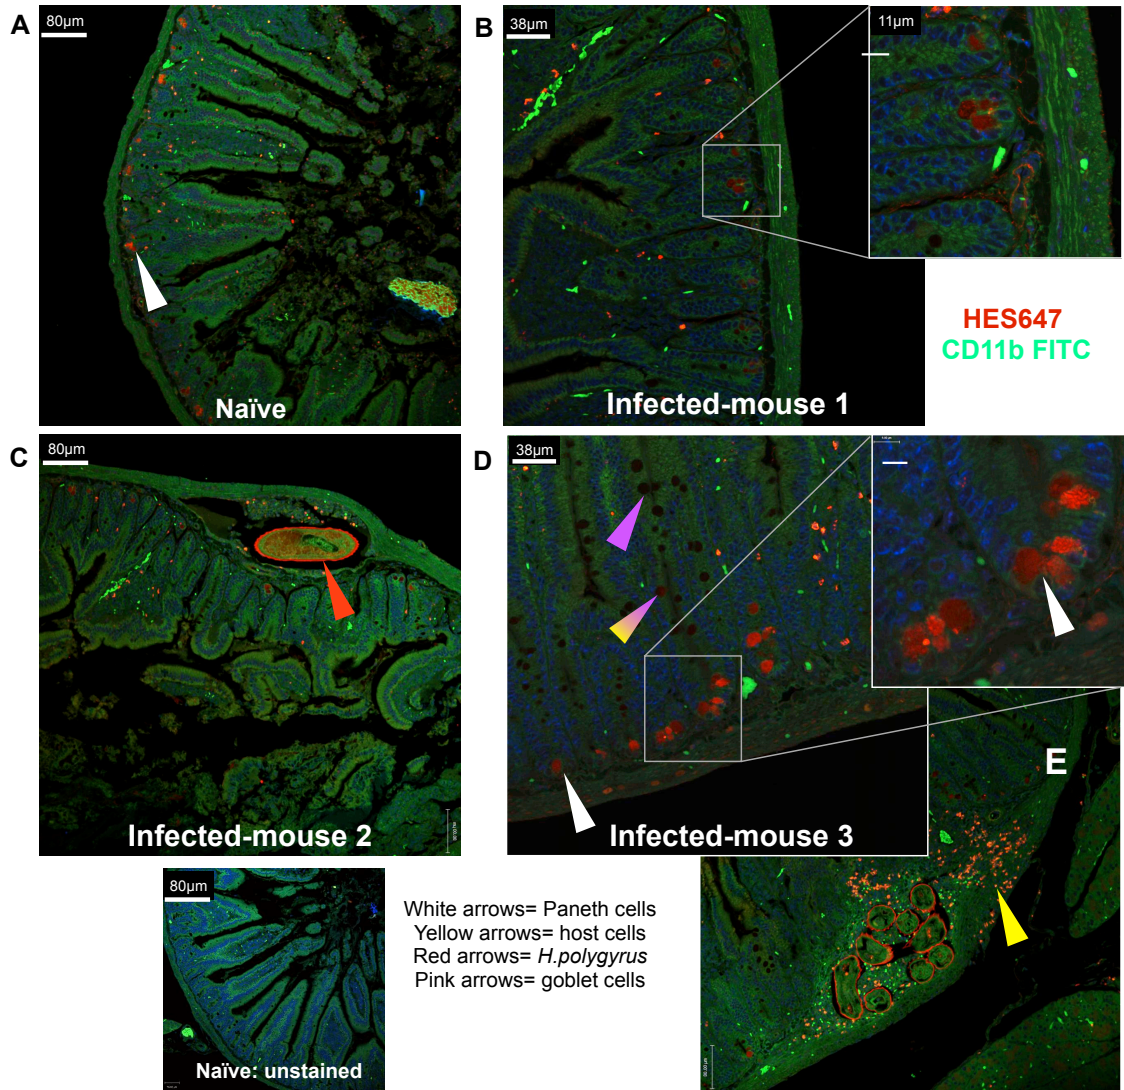 A
80µm
Naïve
B
38µm
11µm
Infected-mouse 1
HES647
CD11b FITC
C
80µm
Infected-mouse 2
D
38µm
Infected-mouse 3
E
80µm
Naïve: unstained
White arrows= Paneth cells
Yellow arrows= host cells
Red arrows= H.polygyrus
Pink arrows= goblet cells